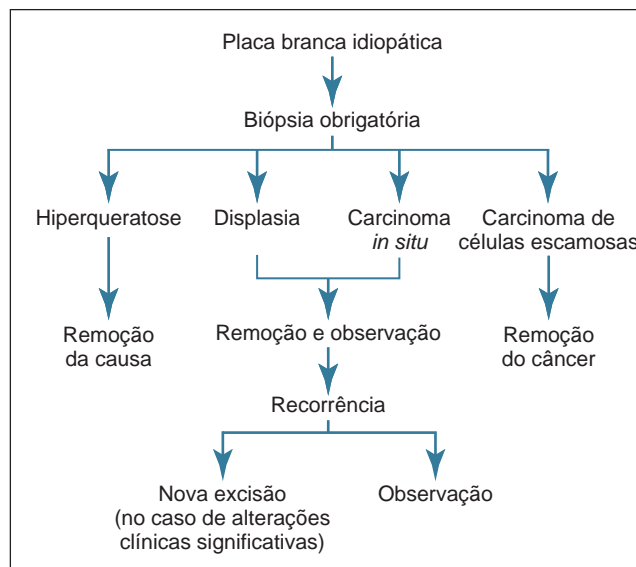 Placa branca idiopática
Biópsia obrigatória
Hiperqueratose
Displasia
Carcinoma
in situ
Carcinoma de
células escamosas
Remoção
da causa
Remoção e observação
Remoção
do câncer
Recorrência
Nova excisão
(no caso de alterações
clínicas significativas)
Observação